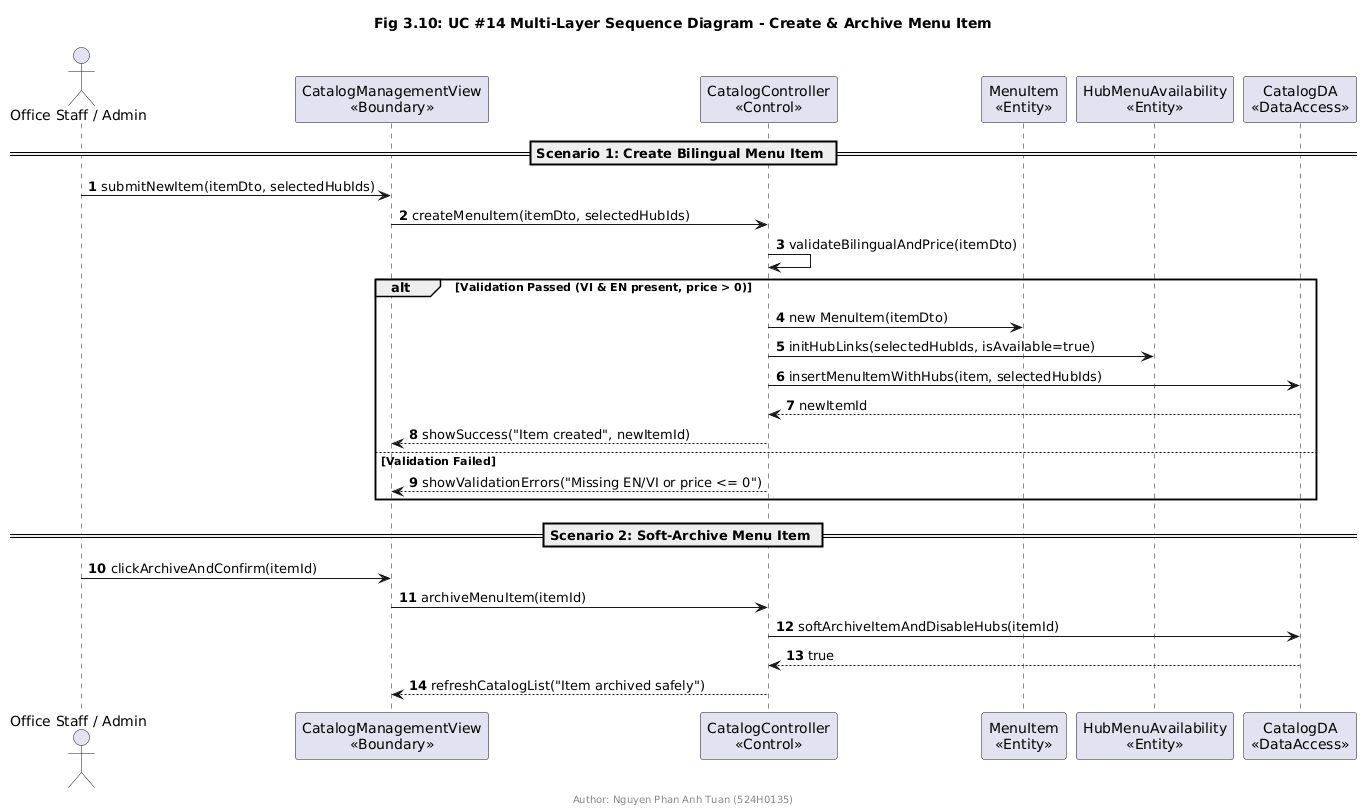 Fig 3.10: UC #14 Multi-Layer Sequence Diagram - Create & Archive Menu Item
Office Staff / Admin
CatalogManagementView
«Boundary»
CatalogController
«Control»
MenuItem
«Entity»
HubMenuAvailability
«Entity»
CatalogDA
«DataAccess»
Scenario 1: Create Bilingual Menu Item
1 submitNewItem(itemDto, selectedHubIds)
2 createMenuItem(itemDto, selectedHubIds)
3 validateBilingualAndPrice(itemDto)
alt [Validation Passed (VI & EN present, price > 0)]
4 new MenuItem(itemDto)
5 initHubLinks(selectedHubIds, isAvailable=true)
6 insertMenuItemWithHubs(item, selectedHubIds)
7 newItemId
8 showSuccess("Item created", newItemId)
[Validation Failed]
9 showValidationErrors("Missing EN/VI or price <= 0")
Scenario 2: Soft-Archive Menu Item
10 clickArchiveAndConfirm(itemId)
11 archiveMenuItem(itemId)
12 softArchiveItemAndDisableHubs(itemId)
13 true
14 refreshCatalogList("Item archived safely")
Office Staff / Admin
CatalogManagementView
«Boundary»
CatalogController
«Control»
MenuItem
«Entity»
HubMenuAvailability
«Entity»
CatalogDA
«DataAccess»
Author: Nguyen Phan Anh Tuan (524H0135)